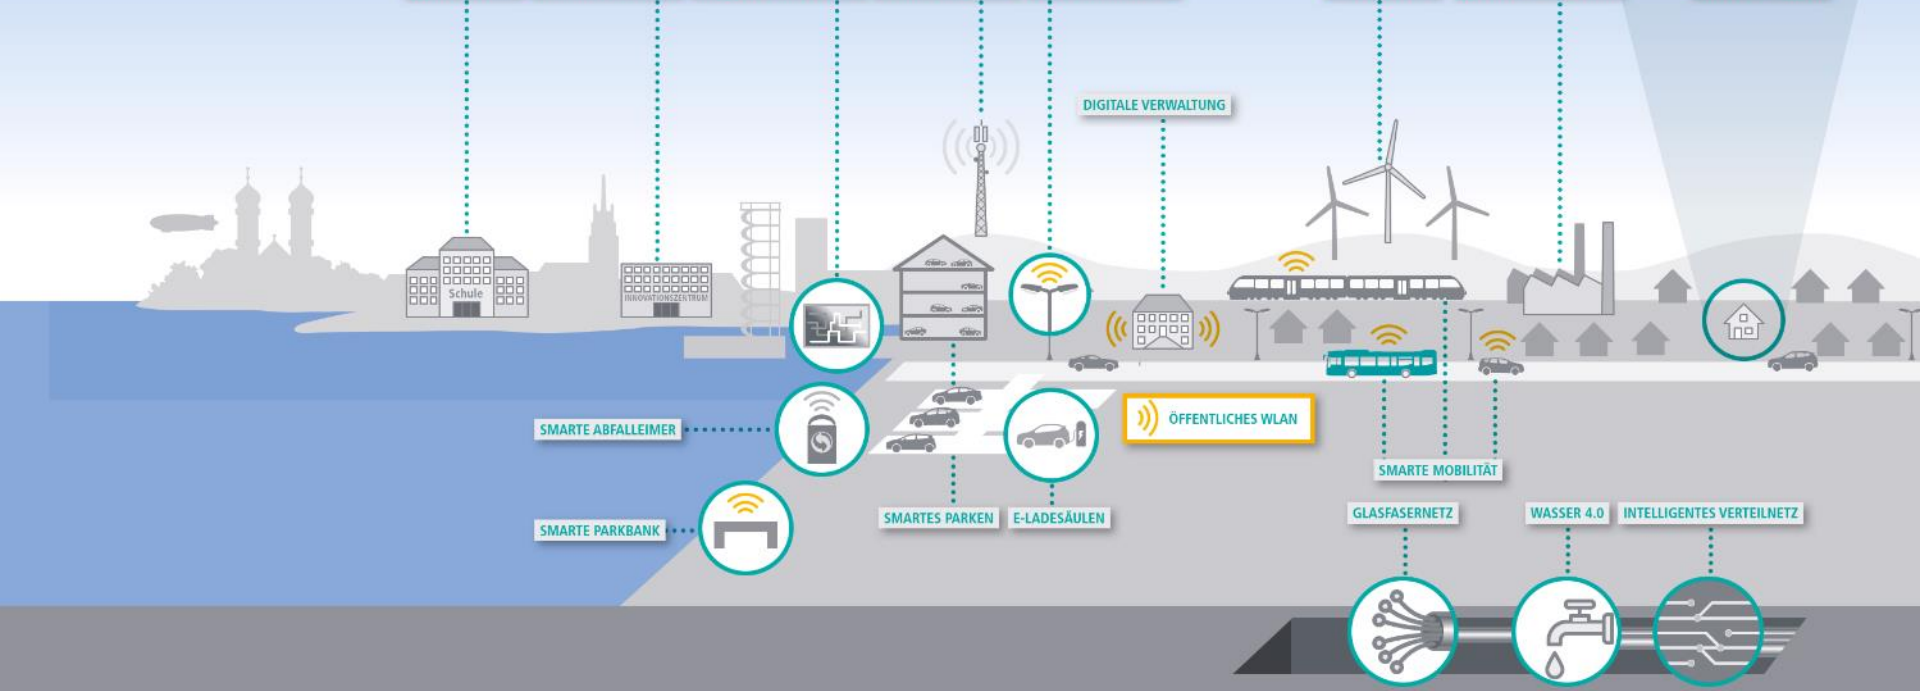 DIGITALE VERWALTUNG
Schule
INNOVATIONSZENTRUM
ÖFFENTLICHES WLAN
SMARTE ABFALLEIMER
SMARTE MOBILITÄT
SMARTES PARKEN
E-LADESÄULEN
SMARTE PARKBANK
GLASFASERNETZ
WASSER 4.0
INTELLIGENTES VERTEILNETZ